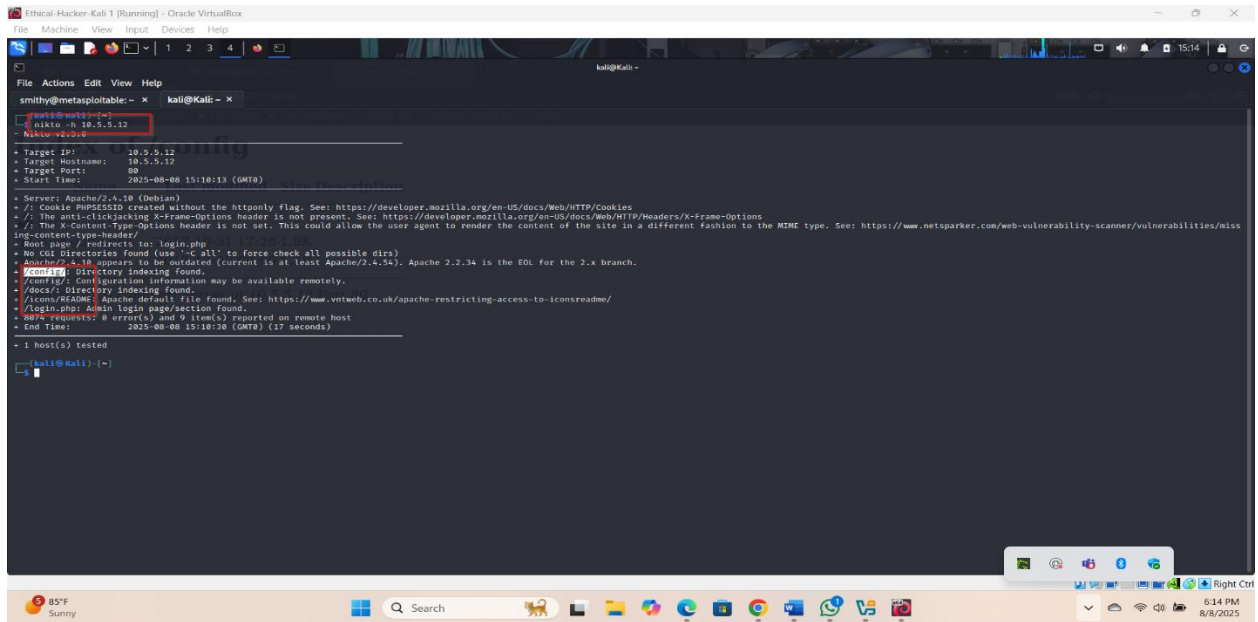 Ethical-Hacker-Kali 1 [Running] - Oracle VirtualBox
File Machine View Input Devices Help
1 2 3 4
15:14
kali@Kali: ~
File Actions Edit View Help
smithy@metasploitable: ~ × kali@Kali: ~ ×
(kali㉿Kali)-[~]
$ nikto -h 10.5.5.12
- Nikto v2.5.0
+ Target IP: 10.5.5.12
+ Target Hostname: 10.5.5.12
+ Target Port: 80
+ Start Time: 2025-08-08 15:10:13 (GMT0)
+ Server: Apache/2.4.10 (Debian)
+ /: Cookie PHPSESSID created without the httponly flag. See: https://developer.mozilla.org/en-US/docs/Web/HTTP/Cookies
+ /: The anti-clickjacking X-Frame-Options header is not present. See: https://developer.mozilla.org/en-US/docs/Web/HTTP/Headers/X-Frame-Options
+ /: The X-Content-Type-Options header is not set. This could allow the user agent to render the content of the site in a different fashion to the MIME type. See: https://www.netsparker.com/web-vulnerability-scanner/vulnerabilities/miss
ing-content-type-header/
+ Root page / redirects to: login.php
+ No CGI Directories found (use '-C all' to force check all possible dirs)
+ Apache/2.4.10 appears to be outdated (current is at least Apache/2.4.54). Apache 2.2.34 is the EOL for the 2.x branch.
+ /config/: Directory indexing found.
+ /config/: Configuration information may be available remotely.
+ /docs/: Directory indexing found.
+ /icons/README: Apache default file found. See: https://www.vntweb.co.uk/apache-restricting-access-to-iconsreadme/
+ /login.php: Admin login page/section found.
+ 8074 requests: 0 error(s) and 9 item(s) reported on remote host
+ End Time: 2025-08-08 15:10:30 (GMT0) (17 seconds)
+ 1 host(s) tested
(kali㉿Kali)-[~]
$
Right Ctrl
5
85°F
Sunny
Search
1
6:14 PM
8/8/2025